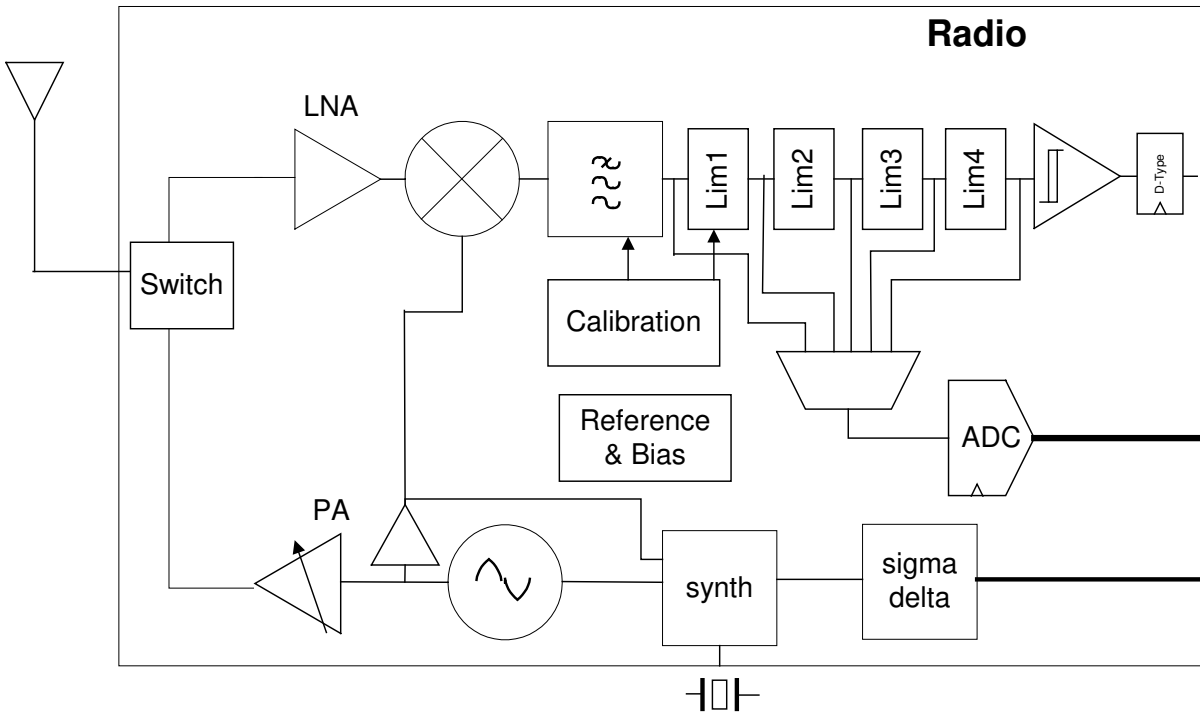 Radio
LNA
Lim1
Lim2
Lim3
Lim4
D-Type
Switch
Calibration
Reference
& Bias
ADC
PA
synth
sigma
delta